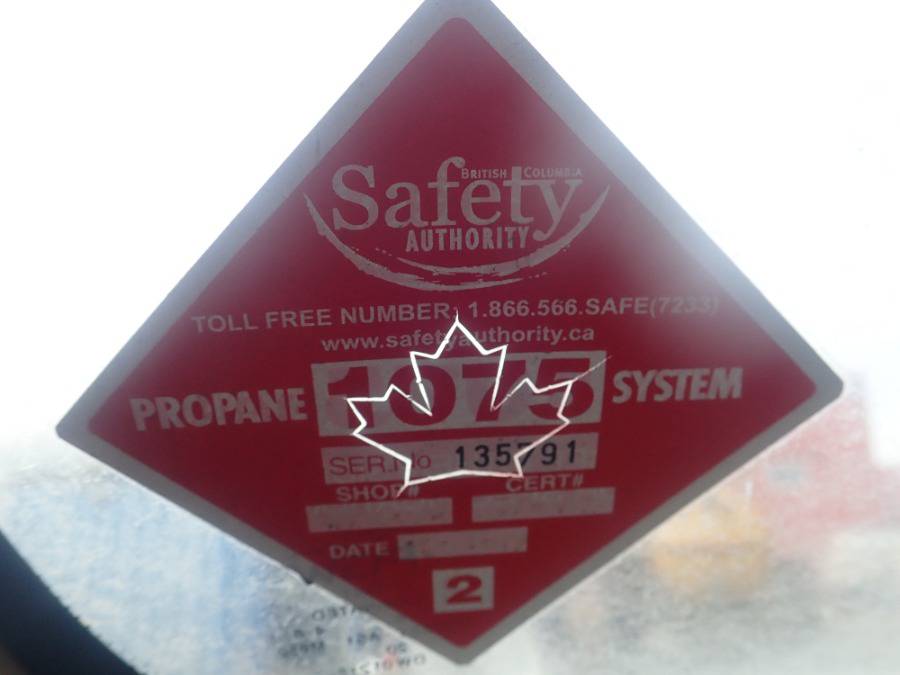 BRITISH COLUMBIA
Safety
AUTHORITY
TOLL FREE NUMBER: 1.866.566.SAFE(7233)
www.safetyauthority.ca
PROPANE 1075 SYSTEM
SER.No 135791
SHOP# CERT#
DATE
2